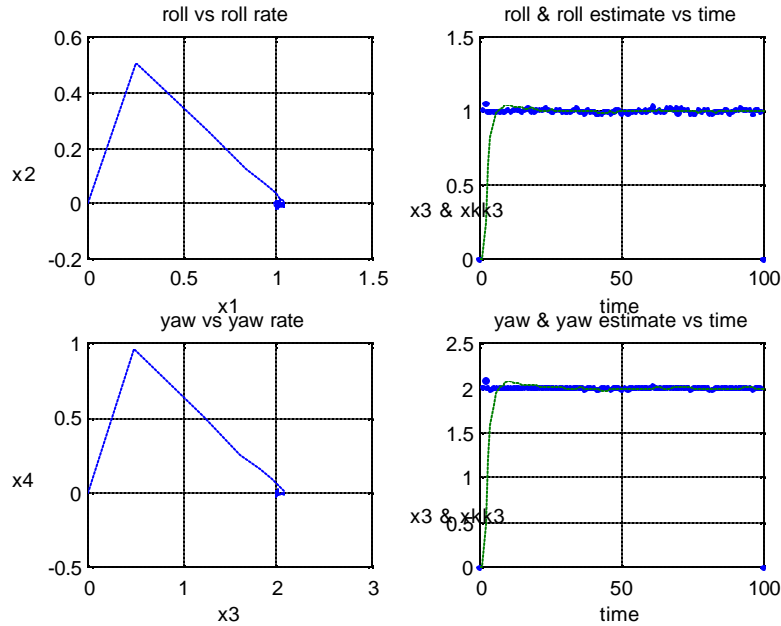 roll vs roll rate
0.6
0.4
0.2
0
-0.2
x2
0 0.5 1 1.5
x1
roll & roll estimate vs time
1.5
1
0.5
0
x3 & xkk3
0 50 100
time
yaw vs yaw rate
1
0.5
0
-0.5
x4
0 1 2 3
x3
yaw & yaw estimate vs time
2.5
2
1.5
1
0.5
0
x3 & xkk3
0 50 100
time